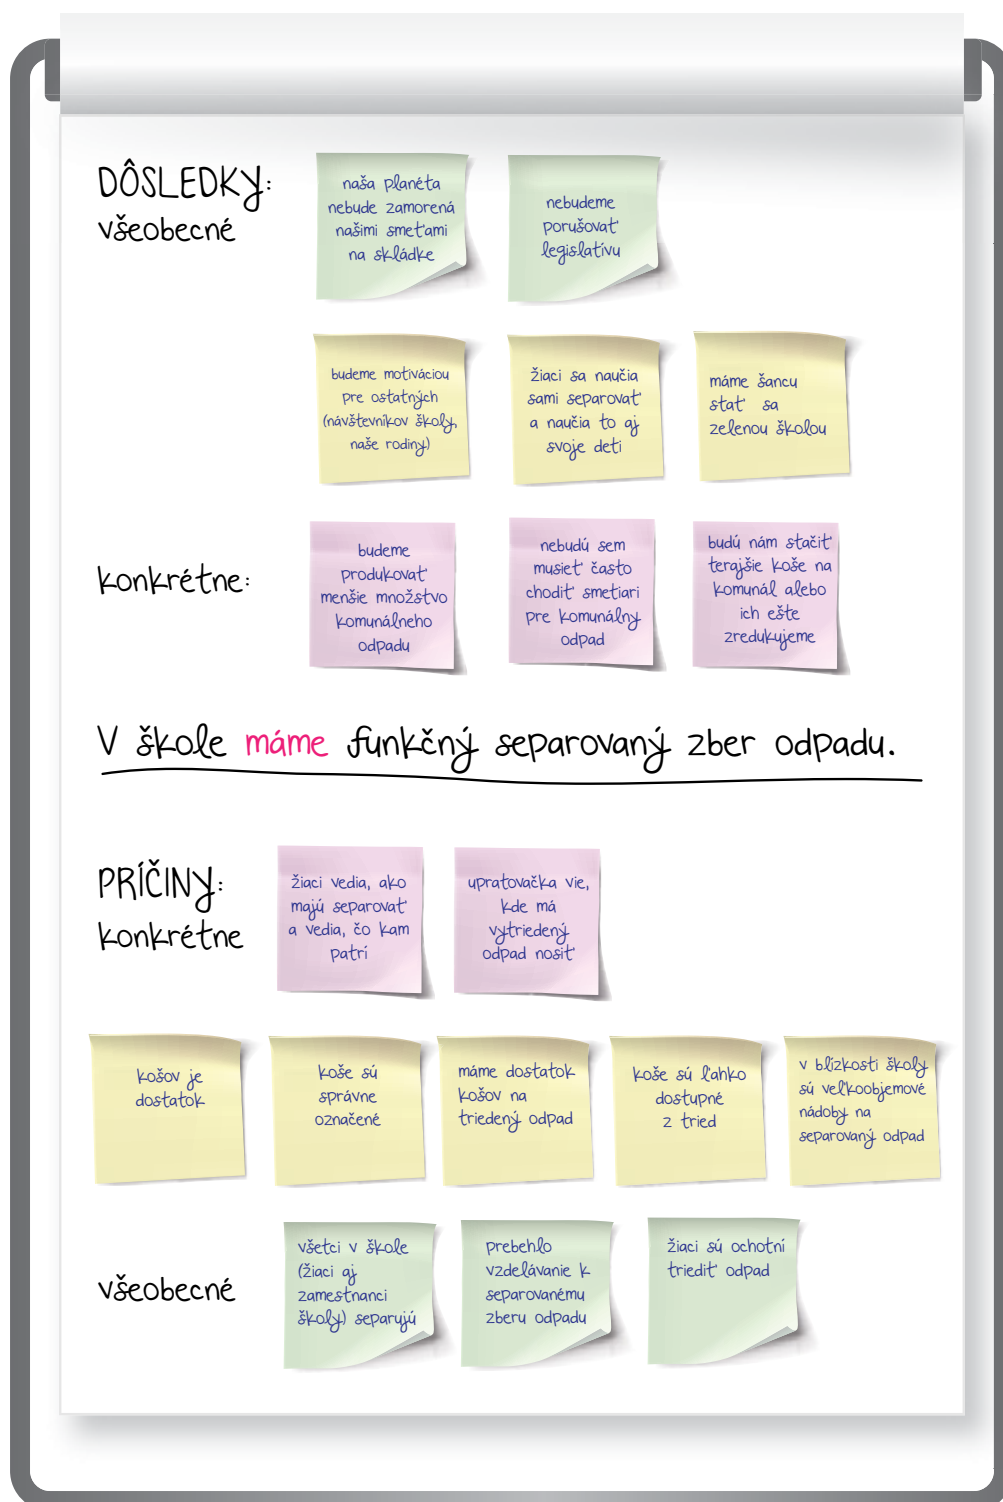 DÔSLEDKY:
všeobecné
naša planéta
nebude zamorená
našimi smeťami
na skládke
nebudeme
porušovať
legislatívu
budeme motiváciou
pre ostatných
(návštevníkov školy,
naše rodiny)
žiaci sa naučia
sami separovať
a naučia to aj
svoje deti
máme šancu
stať sa
zelenou školou
konkrétne:
budeme
produkovať
menšie množstvo
komunálneho
odpadu
nebudú sem
musieť často
chodiť smetiari
pre komunálny
odpad
budú nám stačiť
terajšie koše na
komunál alebo
ich ešte
zredukujeme
V škole máme funkčný separovaný zber odpadu.
PRÍČINY:
konkrétne
žiaci vedia, ako
majú separovať
a vedia, čo kam
patrí
upratovačka vie,
kde má
vytriedený
odpad nosiť
košov je
dostatok
koše sú
správne
označené
máme dostatok
košov na
triedený odpad
koše sú ľahko
dostupné
z tried
v blízkosti školy
sú veľkoobjemové
nádoby na
separovaný odpad
všeobecné
všetci v škole
(žiaci aj
zamestnanci
školy) separujú
prebehlo
vzdelávanie k
separovanému
zberu odpadu
žiaci sú ochotní
triediť odpad